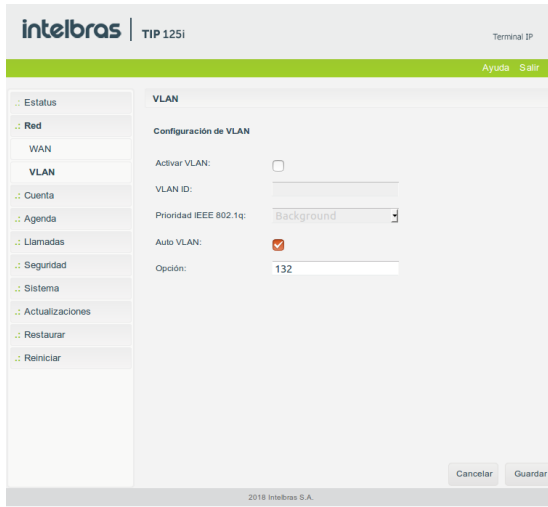 intelbras TIP 125i
Terminal IP
Ayuda Salir
.: Estatus
.: Red
WAN
VLAN
.: Cuenta
.: Agenda
.: Llamadas
.: Seguridad
.: Sistema
.: Actualizaciones
.: Restaurar
.: Reiniciar
VLAN
Configuración de VLAN
Activar VLAN:
VLAN ID:
Prioridad IEEE 802.1q: Background
Auto VLAN:
Opción: 132
Cancelar Guardar
2018 Intelbras S.A.